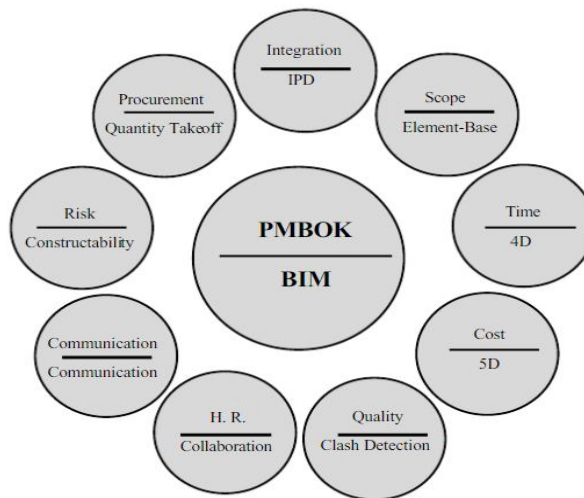 Integration
IPD
Scope
Element-Base
Time
4D
Cost
5D
Quality
Clash Detection
H. R.
Collaboration
Communication
Communication
Risk
Constructability
Procurement
Quantity Takeoff
PMBOK
BIM